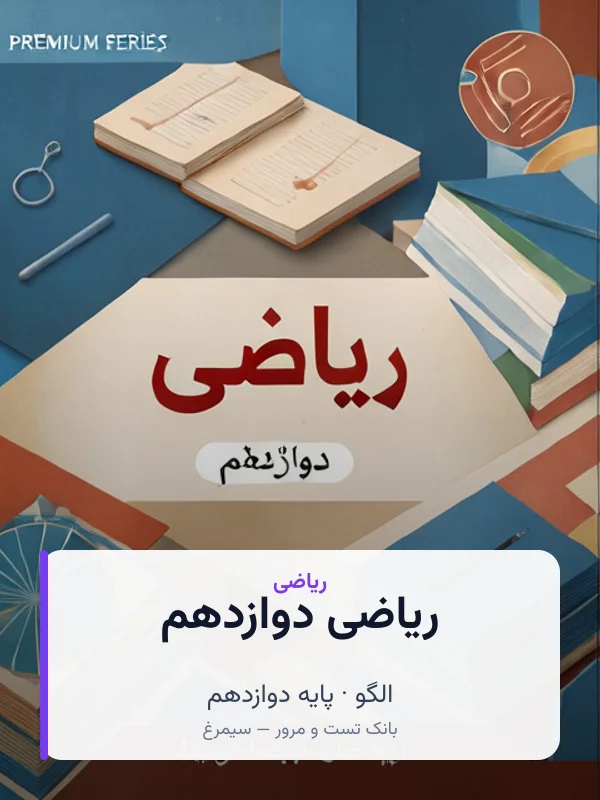 PREMIUM FERIES
ریاضی
ریاضی
ریاضی دوازدهم
الگو · پایه دوازدهم
بانک تست و مرور — سیمرغ